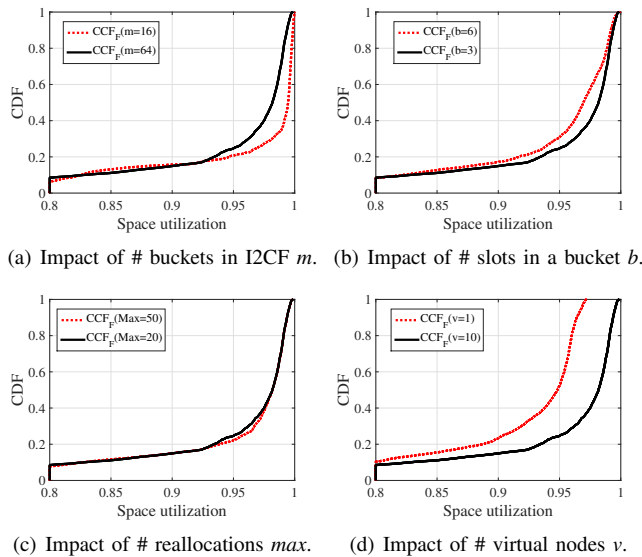 1
0.8
0.6
0.4
0.2
0
CDF
CCF_F(m=16)
CCF_F(m=64)
0.8 0.85 0.9 0.95 1
Space utilization
(a) Impact of # buckets in I2CF m.
1
0.8
0.6
0.4
0.2
0
CDF
CCF_F(b=6)
CCF_F(b=3)
0.8 0.85 0.9 0.95 1
Space utilization
(b) Impact of # slots in a bucket b.
1
0.8
0.6
0.4
0.2
0
CDF
CCF_F(Max=50)
CCF_F(Max=20)
0.8 0.85 0.9 0.95 1
Space utilization
(c) Impact of # reallocations max.
1
0.8
0.6
0.4
0.2
0
CDF
CCF_F(v=1)
CCF_F(v=10)
0.8 0.85 0.9 0.95 1
Space utilization
(d) Impact of # virtual nodes v.